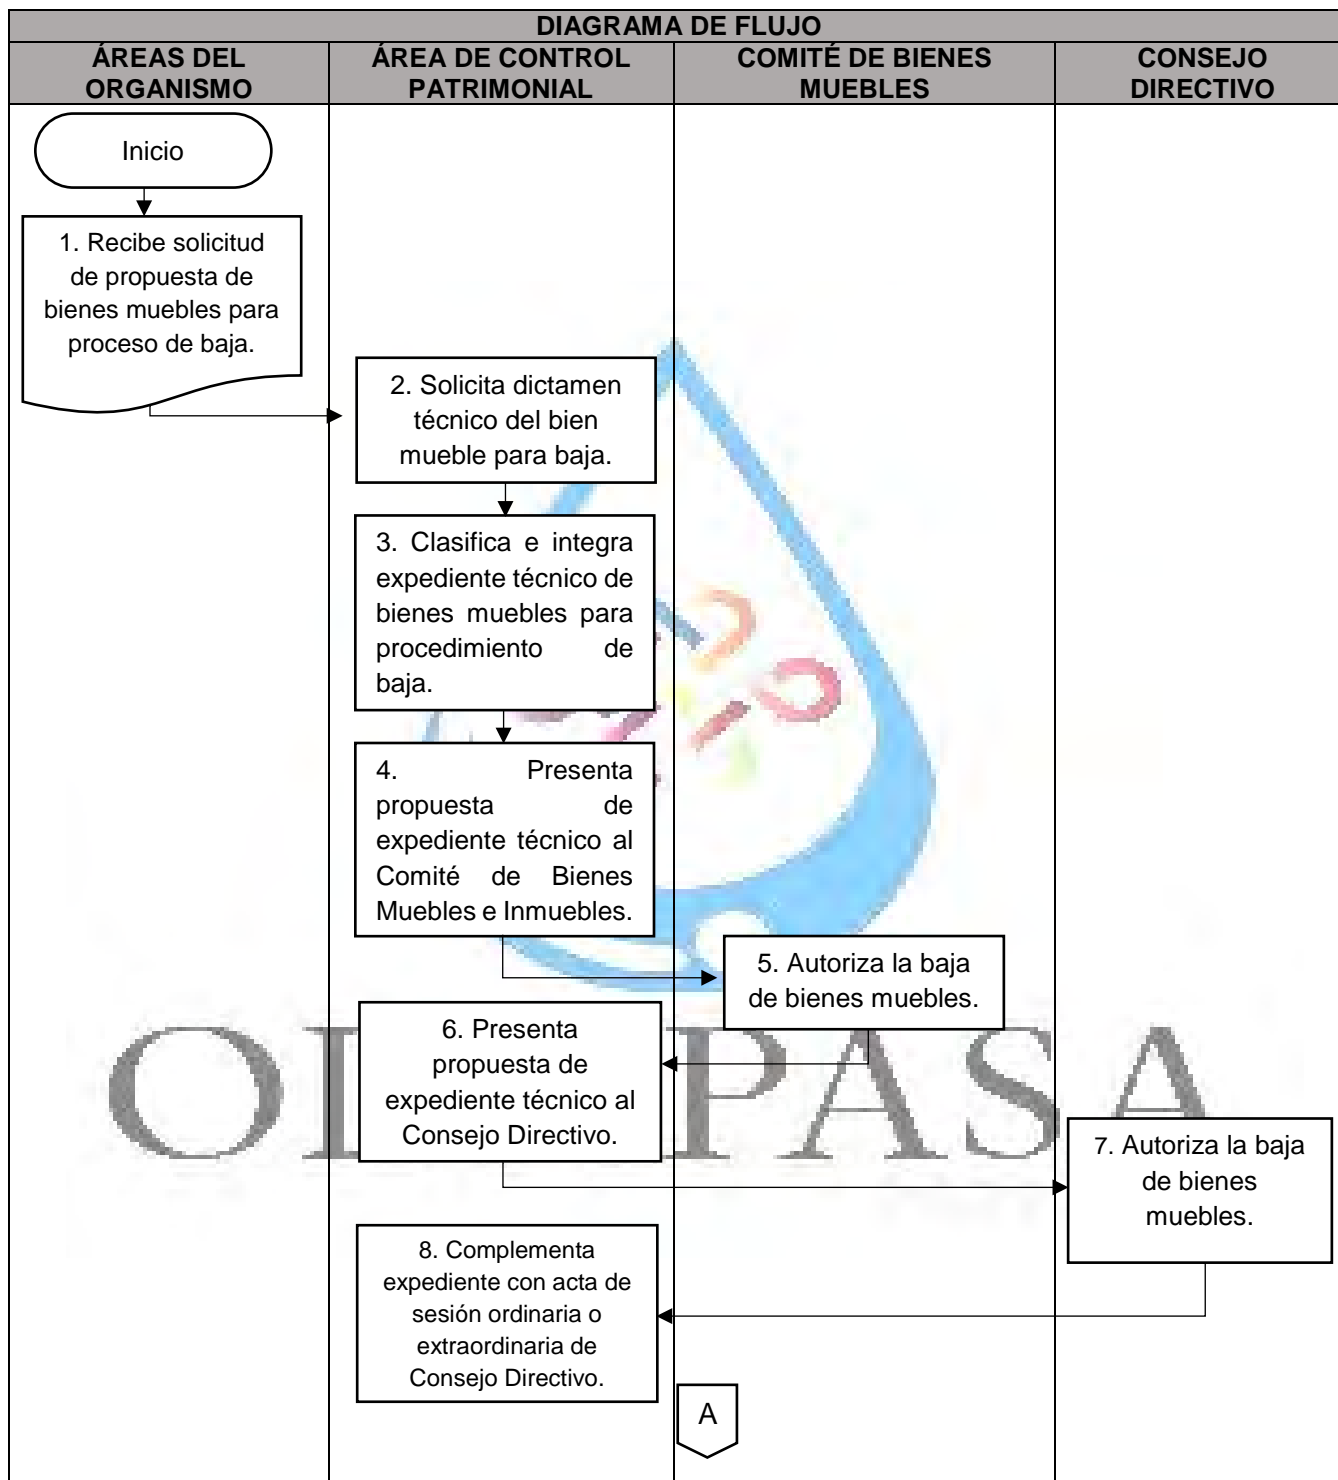 DIAGRAMA DE FLUJO
ÁREAS DEL
ORGANISMO
ÁREA DE CONTROL
PATRIMONIAL
COMITÉ DE BIENES
MUEBLES
CONSEJO
DIRECTIVO
Inicio
1. Recibe solicitud
de propuesta de
bienes muebles para
proceso de baja.
2. Solicita dictamen
técnico del bien
mueble para baja.
3. Clasifica e integra
expediente técnico de
bienes muebles para
procedimiento de
baja.
4. Presenta
propuesta de
expediente técnico al
Comité de Bienes
Muebles e Inmuebles.
5. Autoriza la baja
de bienes muebles.
6. Presenta
propuesta de
expediente técnico al
Consejo Directivo.
7. Autoriza la baja
de bienes
muebles.
8. Complementa
expediente con acta de
sesión ordinaria o
extraordinaria de
Consejo Directivo.
A